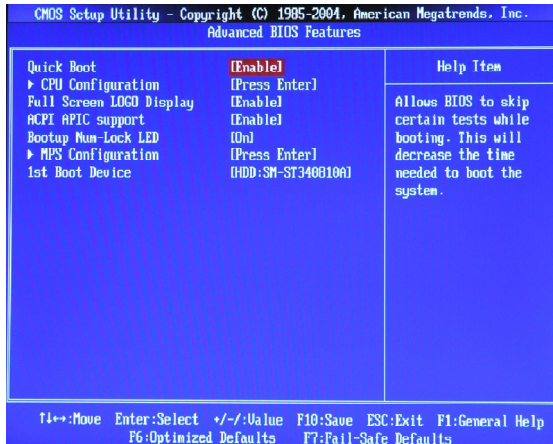 CMOS Setup Utility - Copyright (C) 1985-2004, American Megatrends, Inc.
Advanced BIOS Features
Quick Boot [Enable]
▶ CPU Configuration [Press Enter]
Full Screen LOGO Display [Enable]
ACPI APIC support [Enable]
Bootup Num-Lock LED [On]
▶ MPS Configuration [Press Enter]
1st Boot Device [HDD:SM-ST340810A]
Help Item
Allows BIOS to skip
certain tests while
booting. This will
decrease the time
needed to boot the
system.
↑↓←→:Move Enter:Select +/-/:Value F10:Save ESC:Exit F1:General Help
F6:Optimized Defaults F7:Fail-Safe Defaults